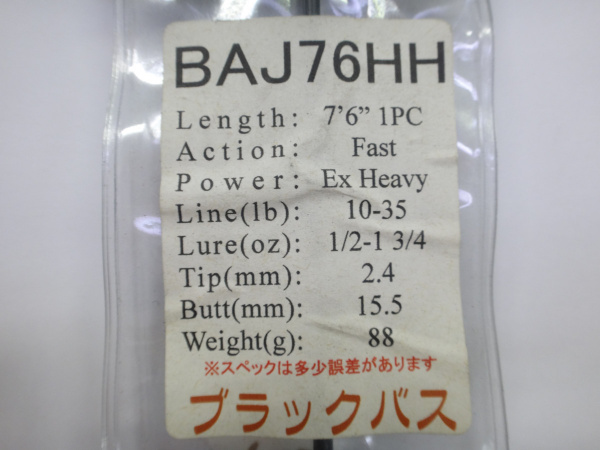 BAJ76HH
Length: 7'6” 1PC
Action: Fast
Power: Ex Heavy
Line(lb): 10-35
Lure(oz): 1/2-1 3/4
Tip(mm): 2.4
Butt(mm): 15.5
Weight(g): 88
※スペックは多少誤差があります
ブラックバス